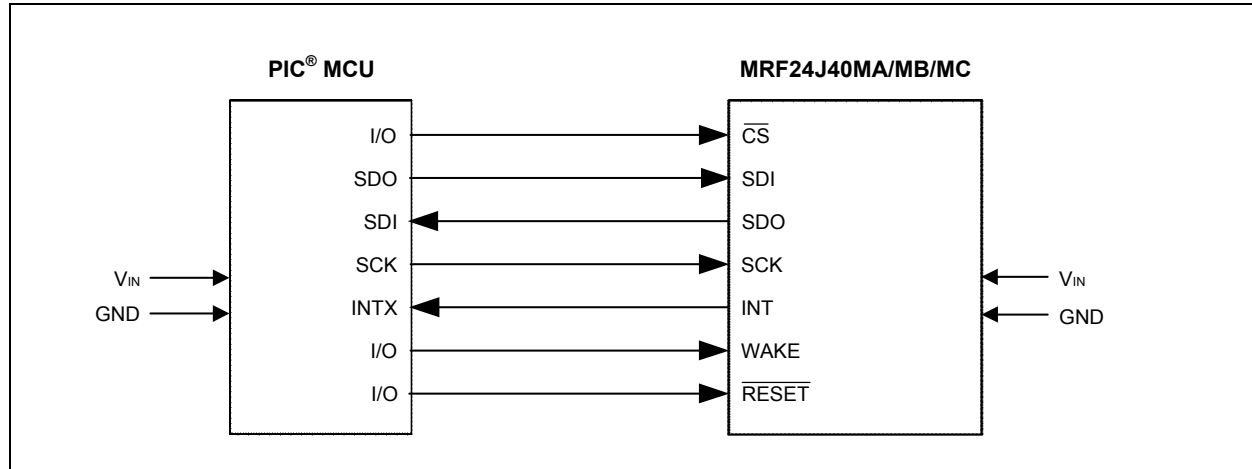 PIC® MCU
MRF24J40MA/MB/MC
I/O
SDO
SDI
SCK
INTX
I/O
I/O
VIN
GND
CS
SDI
SDO
SCK
INT
WAKE
RESET
VIN
GND